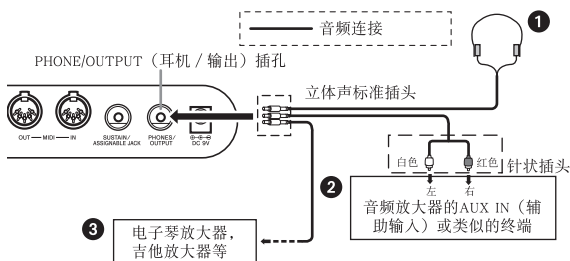 音频连接
❶
PHONE/OUTPUT（耳机／输出）插孔
立体声标准插头
OUT — MIDI — IN
SUSTAIN/
ASSIGNABLE JACK
PHONES/
OUTPUT
DC 9V
白色
红色
针状插头
左
右
❷
音频放大器的AUX IN（辅
助输入）或类似的终端
❸
电子琴放大器，
吉他放大器等